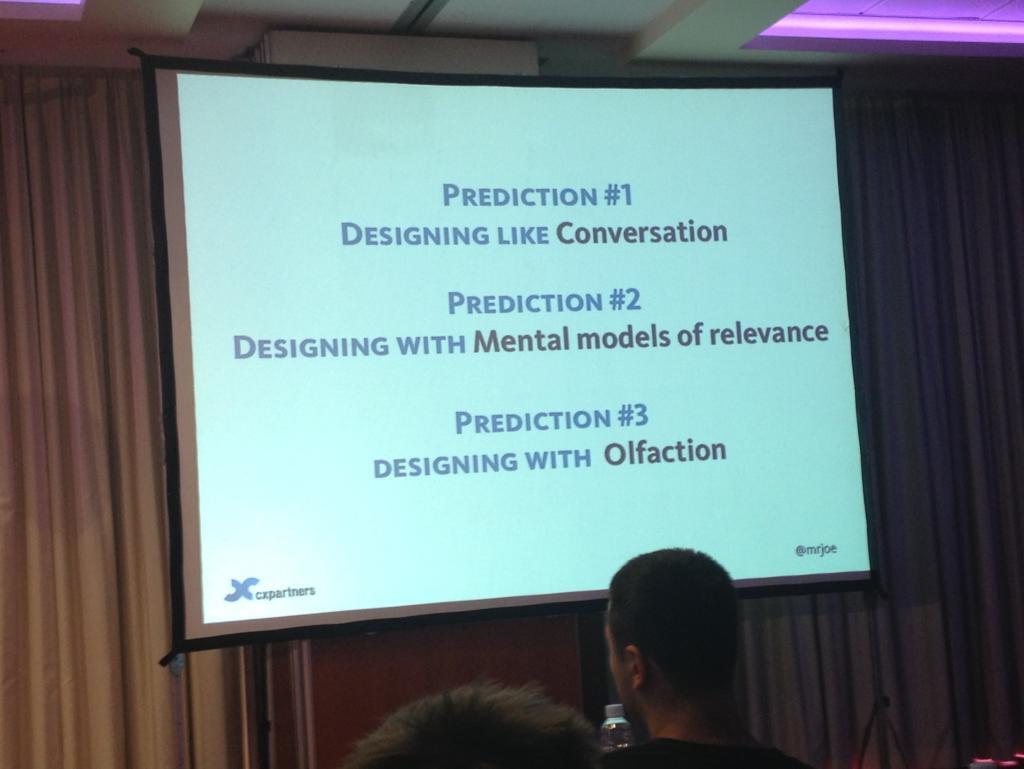 Prediction #1
Designing like Conversation
Prediction #2
Designing with Mental models of relevance
Prediction #3
designing with Olfaction
cxpartners
@mrjoe